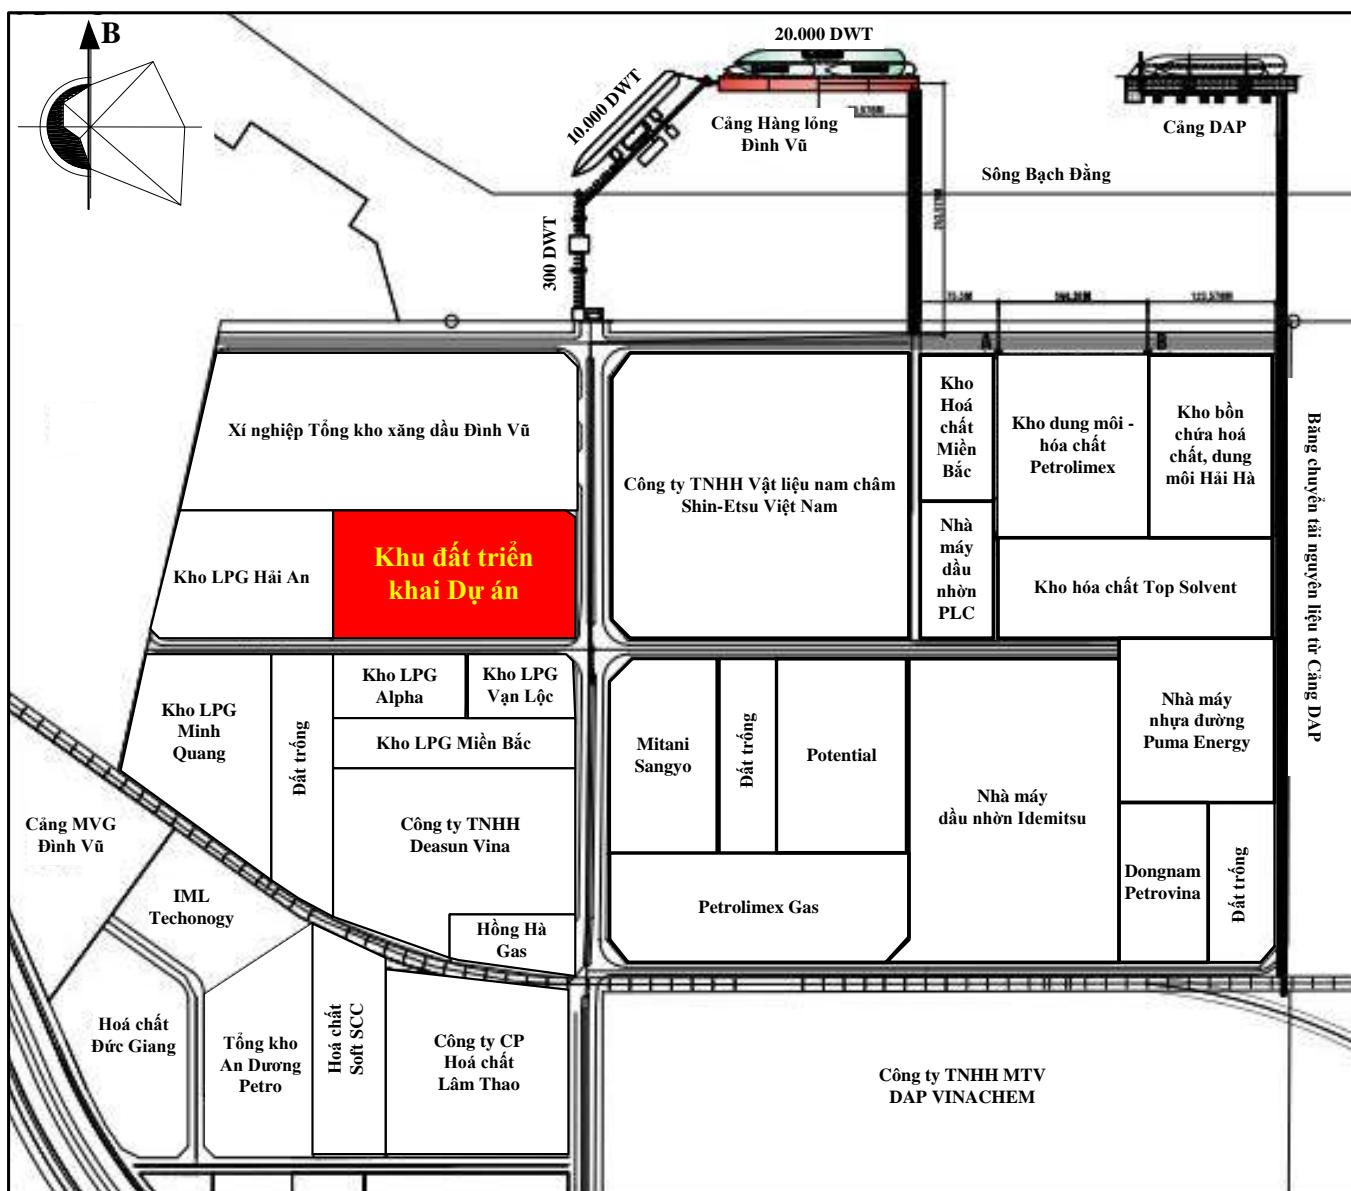 B
20.000 DWT
10.000 DWT
Cảng Hàng lỏng
Đình Vũ
Cảng DAP
Sông Bạch Đằng
300 DWT
A
B
Xí nghiệp Tổng kho xăng dầu Đình Vũ
Công ty TNHH Vật liệu nam châm
Shin-Etsu Việt Nam
Kho
Hoá
chất
Miền
Bắc
Kho dung môi -
hóa chất
Petrolimex
Kho bồn
chứa hoá
chất, dung
môi Hải Hà
Băng chuyển tải nguyên liệu từ Cảng DAP
Kho LPG Hải An
Khu đất triển
khai Dự án
Nhà
máy
dầu
nhờn
PLC
Kho hóa chất Top Solvent
Kho LPG
Minh
Quang
Đất trống
Kho LPG
Alpha
Kho LPG
Vạn Lộc
Kho LPG Miền Bắc
Mitani
Sangyo
Đất trống
Potential
Nhà máy
nhựa đường
Puma Energy
Nhà máy
dầu nhờn Idemitsu
Cảng MVG
Đình Vũ
Công ty TNHH
Deasun Vina
IML
Techonogy
Hồng Hà
Gas
Petrolimex Gas
Dongnam
Petrovina
Đất trống
Hoá chất
Đức Giang
Tổng kho
An Dương
Petro
Hoá chất
Soft SCC
Công ty CP
Hoá chất
Lâm Thao
Công ty TNHH MTV
DAP VINACHEM